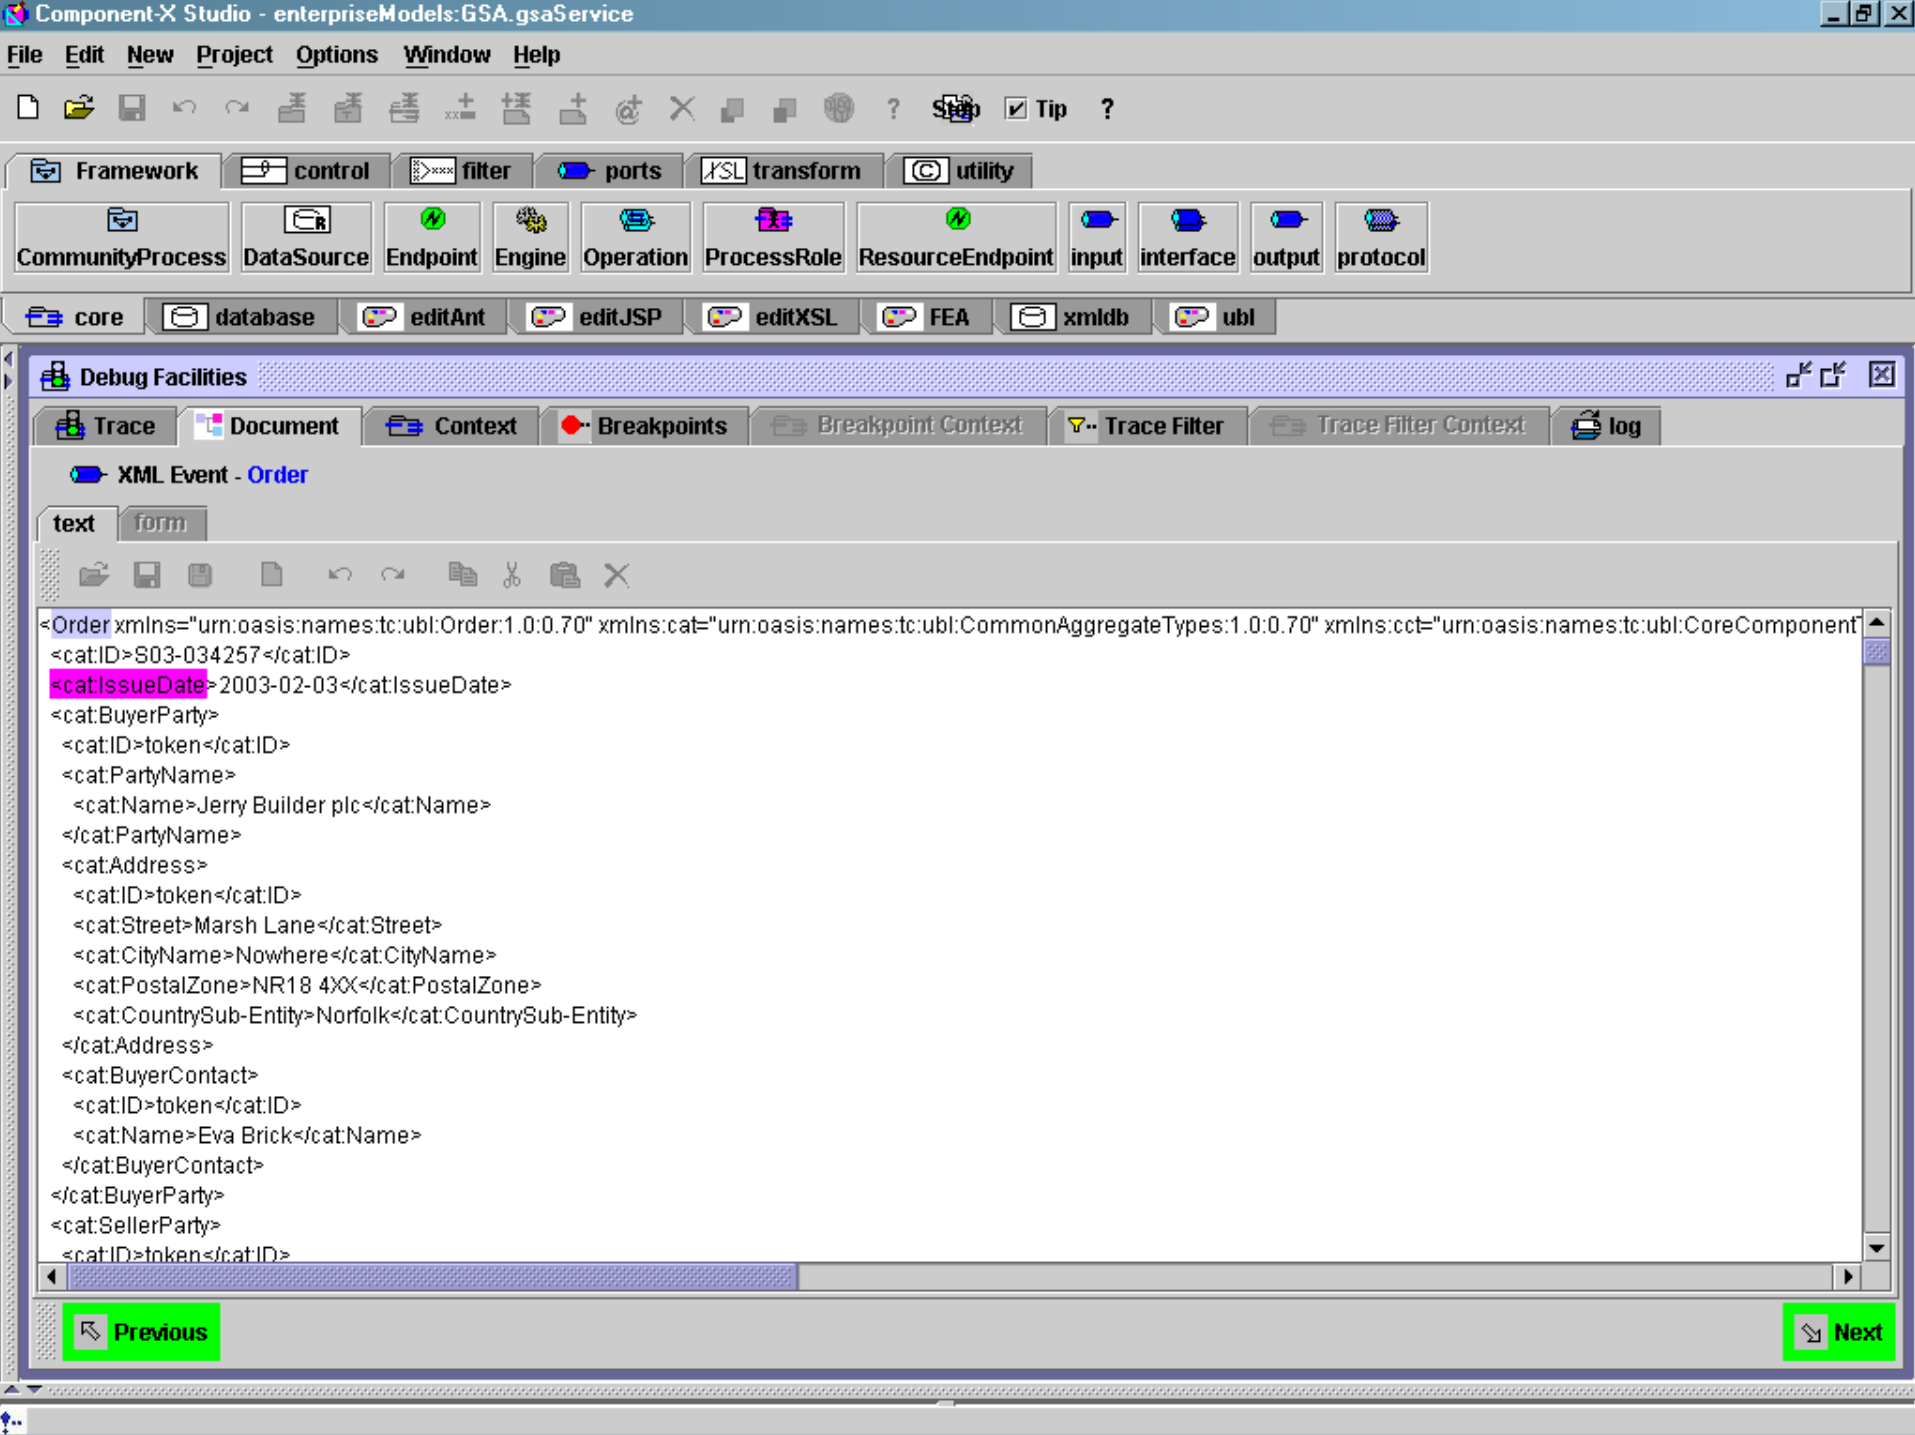 Component-X Studio - enterpriseModels:GSA.gsaService
File Edit New Project Options Window Help
? Tip ?
Framework control filter ports XSL transform utility
CommunityProcess DataSource Endpoint Engine Operation ProcessRole ResourceEndpoint input interface output protocol
core database editAnt editJSP editXSL FEA xmldb ubl
Debug Facilities
Trace Document Context Breakpoints Breakpoint Context Trace Filter Trace Filter Context log
XML Event - Order
text form
<Order xmlns="urn:oasis:names:tc:ubl:Order:1.0:0.70" xmlns:cat="urn:oasis:names:tc:ubl:CommonAggregateTypes:1.0:0.70" xmlns:cct="urn:oasis:names:tc:ubl:CoreComponentT
<cat:ID>S03-034257</cat:ID>
<cat:IssueDate>2003-02-03</cat:IssueDate>
<cat:BuyerParty>
<cat:ID>token</cat:ID>
<cat:PartyName>
<cat:Name>Jerry Builder plc</cat:Name>
</cat:PartyName>
<cat:Address>
<cat:ID>token</cat:ID>
<cat:Street>Marsh Lane</cat:Street>
<cat:CityName>Nowhere</cat:CityName>
<cat:PostalZone>NR18 4XX</cat:PostalZone>
<cat:CountrySub-Entity>Norfolk</cat:CountrySub-Entity>
</cat:Address>
<cat:BuyerContact>
<cat:ID>token</cat:ID>
<cat:Name>Eva Brick</cat:Name>
</cat:BuyerContact>
</cat:BuyerParty>
<cat:SellerParty>
<cat:ID>token</cat:ID>
Previous Next